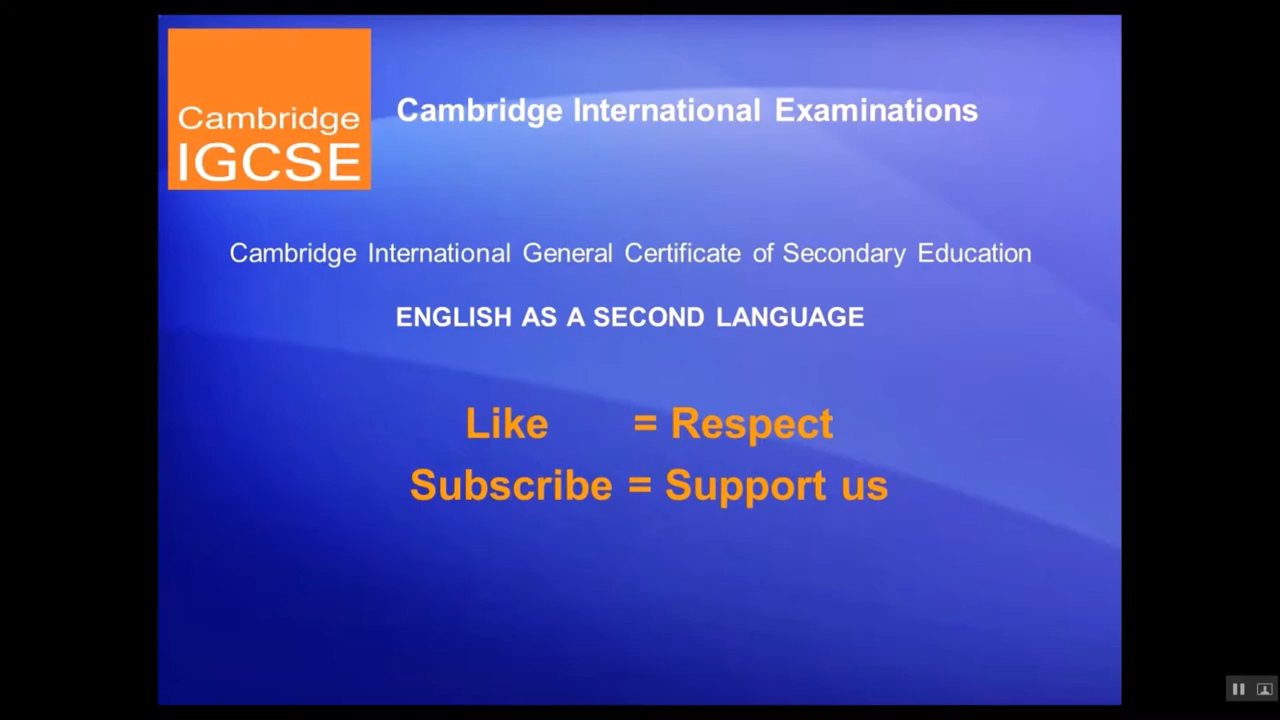 Cambridge
IGCSE
Cambridge International Examinations
Cambridge International General Certificate of Secondary Education
ENGLISH AS A SECOND LANGUAGE
Like = Respect
Subscribe = Support us